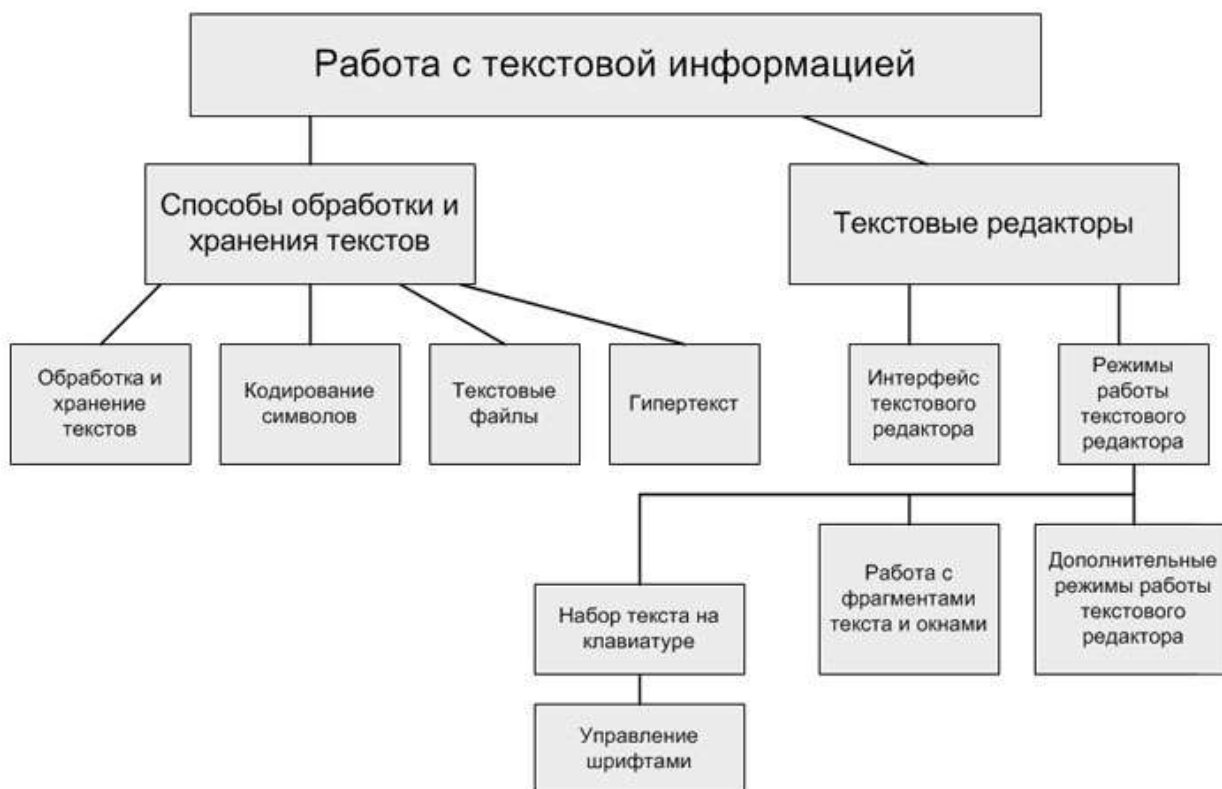 Работа с текстовой информацией
Способы обработки и
хранения текстов
Текстовые редакторы
Обработка и
хранение
текстов
Кодирование
символов
Текстовые
файлы
Гипертекст
Интерфейс
текстового
редактора
Режимы
работы
текстового
редактора
Набор текста на
клавиатуре
Работа с
фрагментами
текста и окнами
Дополнительные
режимы работы
текстового
редактора
Управление
шрифтами